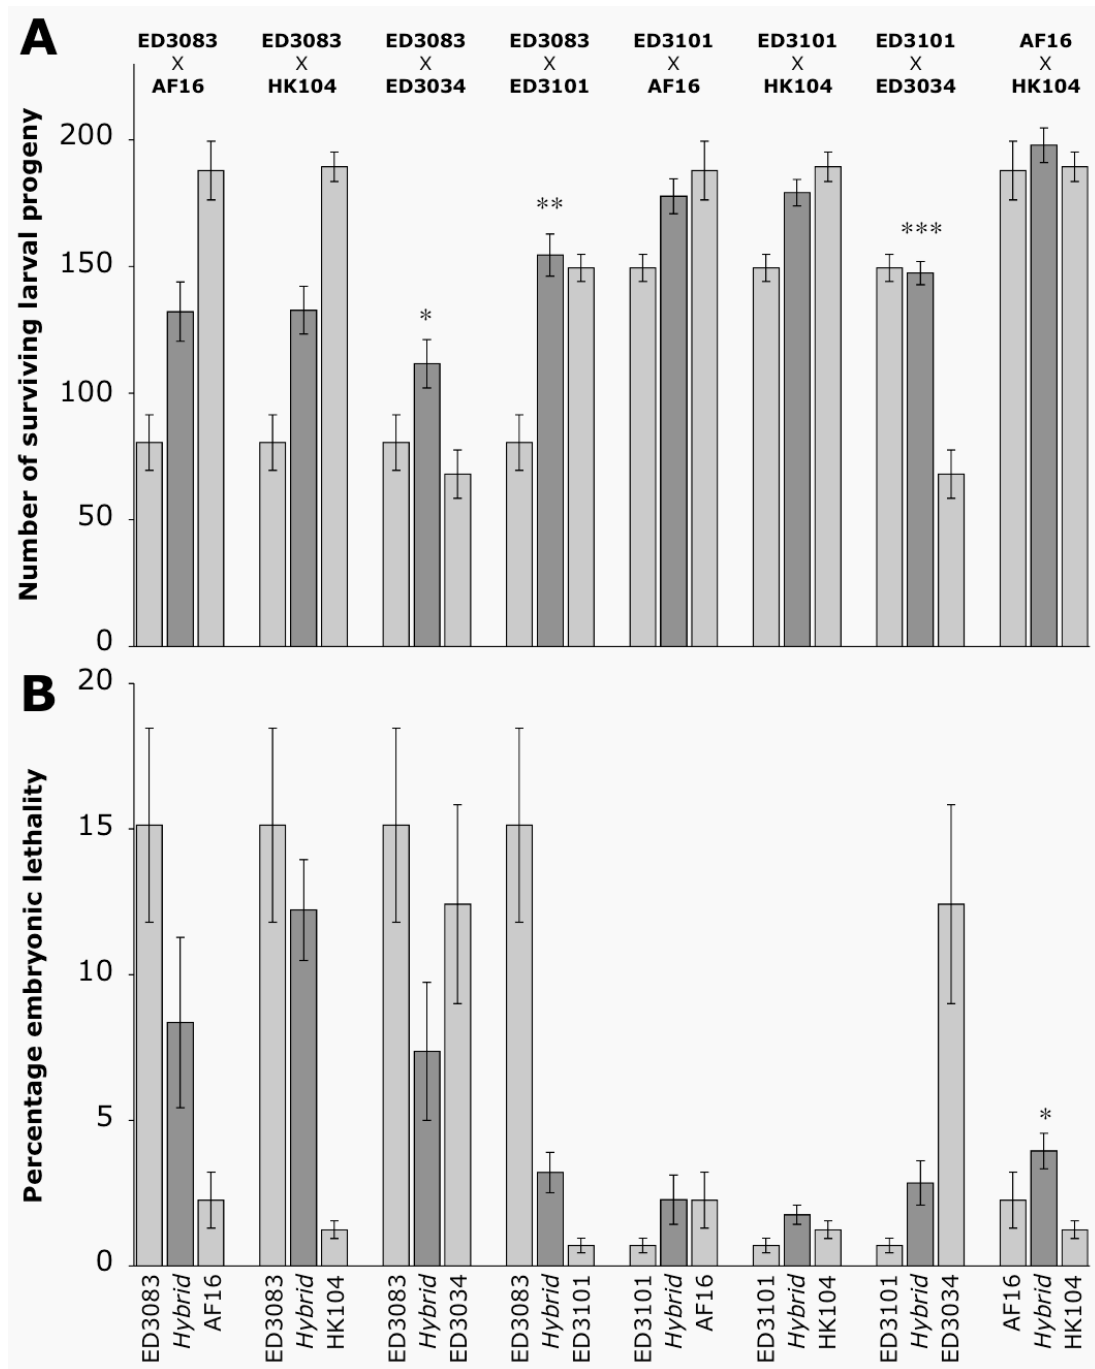 A
ED3083 ED3083 ED3083 ED3083 ED3101 ED3101 ED3101 AF16
X X X X X X X X
AF16 HK104 ED3034 ED3101 AF16 HK104 ED3034 HK104
Number of surviving larval progeny
200
150
100
50
0
*
**
***
B
Percentage embryonic lethality
20
15
10
5
0
*
ED3083 Hybrid AF16 ED3083 Hybrid HK104 ED3083 Hybrid ED3034 ED3083 Hybrid ED3101 ED3101 Hybrid AF16 ED3101 Hybrid HK104 ED3101 Hybrid ED3034 AF16 Hybrid HK104